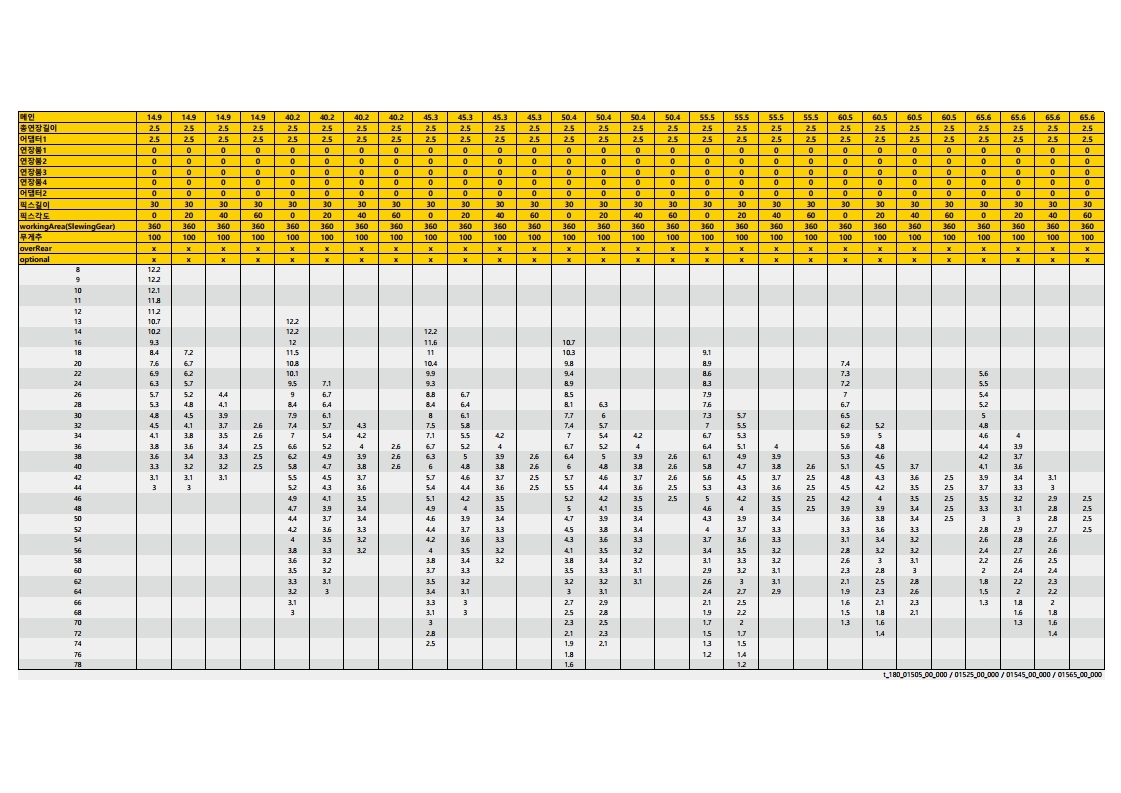 메인 14.9 14.9 14.9 14.9 40.2 40.2 40.2 40.2 45.3 45.3 45.3 45.3 50.4 50.4 50.4 50.4 55.5 55.5 55.5 55.5 60.5 60.5 60.5 60.5 65.6 65.6 65.6 65.6
총연장길이 2.5 2.5 2.5 2.5 2.5 2.5 2.5 2.5 2.5 2.5 2.5 2.5 2.5 2.5 2.5 2.5 2.5 2.5 2.5 2.5 2.5 2.5 2.5 2.5 2.5 2.5 2.5 2.5
어댑터1 2.5 2.5 2.5 2.5 2.5 2.5 2.5 2.5 2.5 2.5 2.5 2.5 2.5 2.5 2.5 2.5 2.5 2.5 2.5 2.5 2.5 2.5 2.5 2.5 2.5 2.5 2.5 2.5
연장붐1 0 0 0 0 0 0 0 0 0 0 0 0 0 0 0 0 0 0 0 0 0 0 0 0 0 0 0 0
연장붐2 0 0 0 0 0 0 0 0 0 0 0 0 0 0 0 0 0 0 0 0 0 0 0 0 0 0 0 0
연장붐3 0 0 0 0 0 0 0 0 0 0 0 0 0 0 0 0 0 0 0 0 0 0 0 0 0 0 0 0
연장붐4 0 0 0 0 0 0 0 0 0 0 0 0 0 0 0 0 0 0 0 0 0 0 0 0 0 0 0 0
어댑터2 0 0 0 0 0 0 0 0 0 0 0 0 0 0 0 0 0 0 0 0 0 0 0 0 0 0 0 0
픽스길이 30 30 30 30 30 30 30 30 30 30 30 30 30 30 30 30 30 30 30 30 30 30 30 30 30 30 30 30
픽스각도 0 20 40 60 0 20 40 60 0 20 40 60 0 20 40 60 0 20 40 60 0 20 40 60 0 20 40 60
workingArea(SlewingGear) 360 360 360 360 360 360 360 360 360 360 360 360 360 360 360 360 360 360 360 360 360 360 360 360 360 360 360 360
무게추 100 100 100 100 100 100 100 100 100 100 100 100 100 100 100 100 100 100 100 100 100 100 100 100 100 100 100 100
overRear x x x x x x x x x x x x x x x x x x x x x x x x x x x x
optional x x x x x x x x x x x x x x x x x x x x x x x x x x x x
8 12.2
9 12.2
10 12.1
11 11.8
12 11.2
13 10.7 12.2
14 10.2 12.2 12.2
16 9.3 12 11.6 10.7
18 8.4 7.2 11.5 11 10.3 9.1
20 7.6 6.7 10.8 10.4 9.8 8.9 7.4
22 6.9 6.2 10.1 9.9 9.4 8.6 7.3 5.6
24 6.3 5.7 9.5 7.1 9.3 8.9 8.3 7.2 5.5
26 5.7 5.2 4.4 9 6.7 8.8 6.7 8.5 7.9 7 5.4
28 5.3 4.8 4.1 8.4 6.4 8.4 6.4 8.1 6.3 7.6 6.7 5.2
30 4.8 4.5 3.9 7.9 6.1 8 6.1 7.7 6 7.3 5.7 6.5 5
32 4.5 4.1 3.7 2.6 7.4 5.7 4.3 7.5 5.8 7.4 5.7 7 5.5 6.2 5.2 4.8
34 4.1 3.8 3.5 2.6 7 5.4 4.2 7.1 5.5 4.2 7 5.4 4.2 6.7 5.3 5.9 5 4.6 4
36 3.8 3.6 3.4 2.5 6.6 5.2 4 2.6 6.7 5.2 4 6.7 5.2 4 6.4 5.1 4 5.6 4.8 4.4 3.9
38 3.6 3.4 3.3 2.5 6.2 4.9 3.9 2.6 6.3 5 3.9 2.6 6.4 5 3.9 2.6 6.1 4.9 3.9 5.3 4.6 4.2 3.7
40 3.3 3.2 3.2 2.5 5.8 4.7 3.8 2.6 6 4.8 3.8 2.6 6 4.8 3.8 2.6 5.8 4.7 3.8 2.6 5.1 4.5 3.7 4.1 3.6
42 3.1 3.1 3.1 5.5 4.5 3.7 5.7 4.6 3.7 2.5 5.7 4.6 3.7 2.6 5.5 4.5 3.7 2.5 4.8 4.3 3.6 2.5 3.9 3.4 3.1
44 3 3 5.2 4.3 3.6 5.4 4.4 3.6 2.5 5.5 4.4 3.6 2.5 5.3 4.3 3.6 2.5 4.5 4.2 3.5 2.5 3.7 3.3 3
46 4.9 4.1 3.5 5.1 4.2 3.5 5.2 4.2 3.5 2.5 5 4.2 3.5 2.5 4.2 4 3.5 2.5 3.5 3.2 2.9 2.5
48 4.7 3.9 3.4 4.9 4 3.5 5 4.1 3.5 4.6 4 3.5 2.5 3.9 3.9 3.4 2.5 3.3 3.1 2.8 2.5
50 4.4 3.7 3.4 4.6 3.9 3.4 4.7 3.9 3.4 4.3 3.9 3.4 3.6 3.8 3.4 2.5 3 3 2.8 2.5
52 4.2 3.6 3.3 4.4 3.7 3.3 4.5 3.8 3.4 4 3.7 3.3 3.3 3.6 3.3 2.8 2.9 2.7 2.5
54 4 3.5 3.2 4.2 3.6 3.3 4.3 3.6 3.3 3.7 3.6 3.3 3.1 3.4 3.2 2.6 2.8 2.6
56 3.8 3.3 3.2 4 3.5 3.2 4.1 3.5 3.2 3.4 3.5 3.2 2.8 3.2 3.2 2.4 2.7 2.6
58 3.6 3.2 3.8 3.4 3.2 3.8 3.4 3.2 3.1 3.3 3.2 2.6 3 3.1 2.2 2.6 2.5
60 3.5 3.2 3.7 3.3 3.5 3.3 3.1 2.9 3.2 3.1 2.3 2.8 3 2 2.4 2.4
62 3.3 3.1 3.5 3.2 3.2 3.2 3.1 2.6 3 3.1 2.1 2.5 2.8 1.8 2.2 2.3
64 3.2 3 3.4 3.1 3 3.1 2.4 2.7 2.9 1.9 2.3 2.6 1.5 2 2.2
66 3.1 3.3 3 2.7 2.9 2.1 2.5 1.6 2.1 2.3 1.3 1.8 2
68 3 3.1 3 2.5 2.8 1.9 2.2 1.5 1.8 2.1 1.6 1.8
70 3 2.3 2.5 1.7 2 1.3 1.6 1.3 1.6
72 2.8 2.1 2.3 1.5 1.7 1.4 1.4
74 2.5 1.9 2.1 1.3 1.5
76 1.8 1.2 1.4
78 1.6 1.2
t_180_01505_00_000 / 01525_00_000 / 01545_00_000 / 01565_00_000